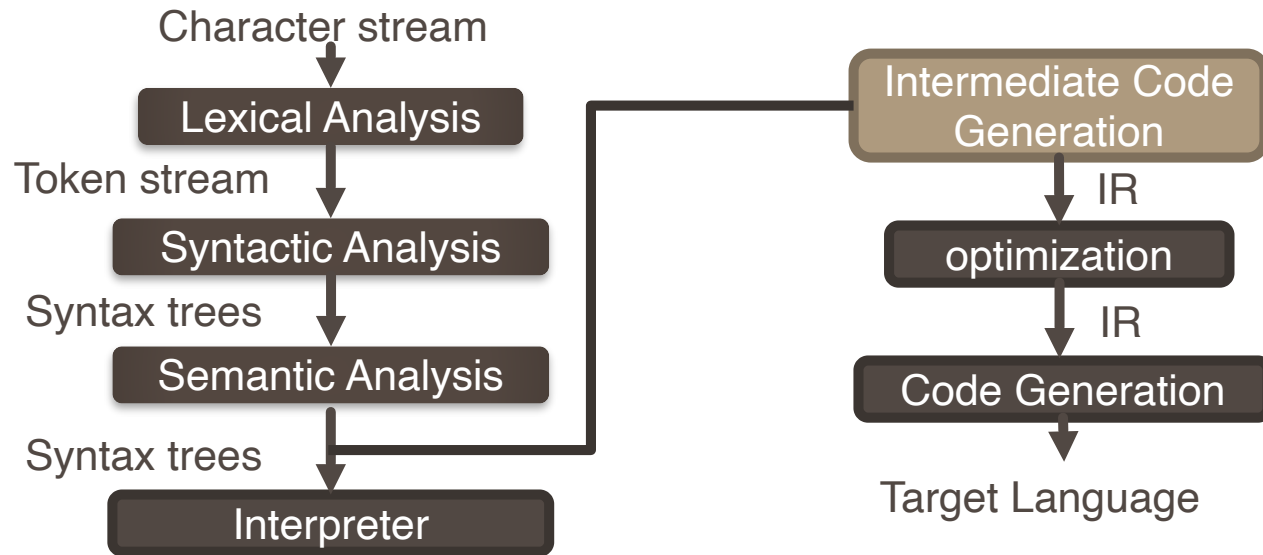 Character stream
Lexical Analysis
Token stream
Syntactic Analysis
Syntax trees
Semantic Analysis
Syntax trees
Interpreter
Intermediate Code
Generation
IR
optimization
IR
Code Generation
Target Language